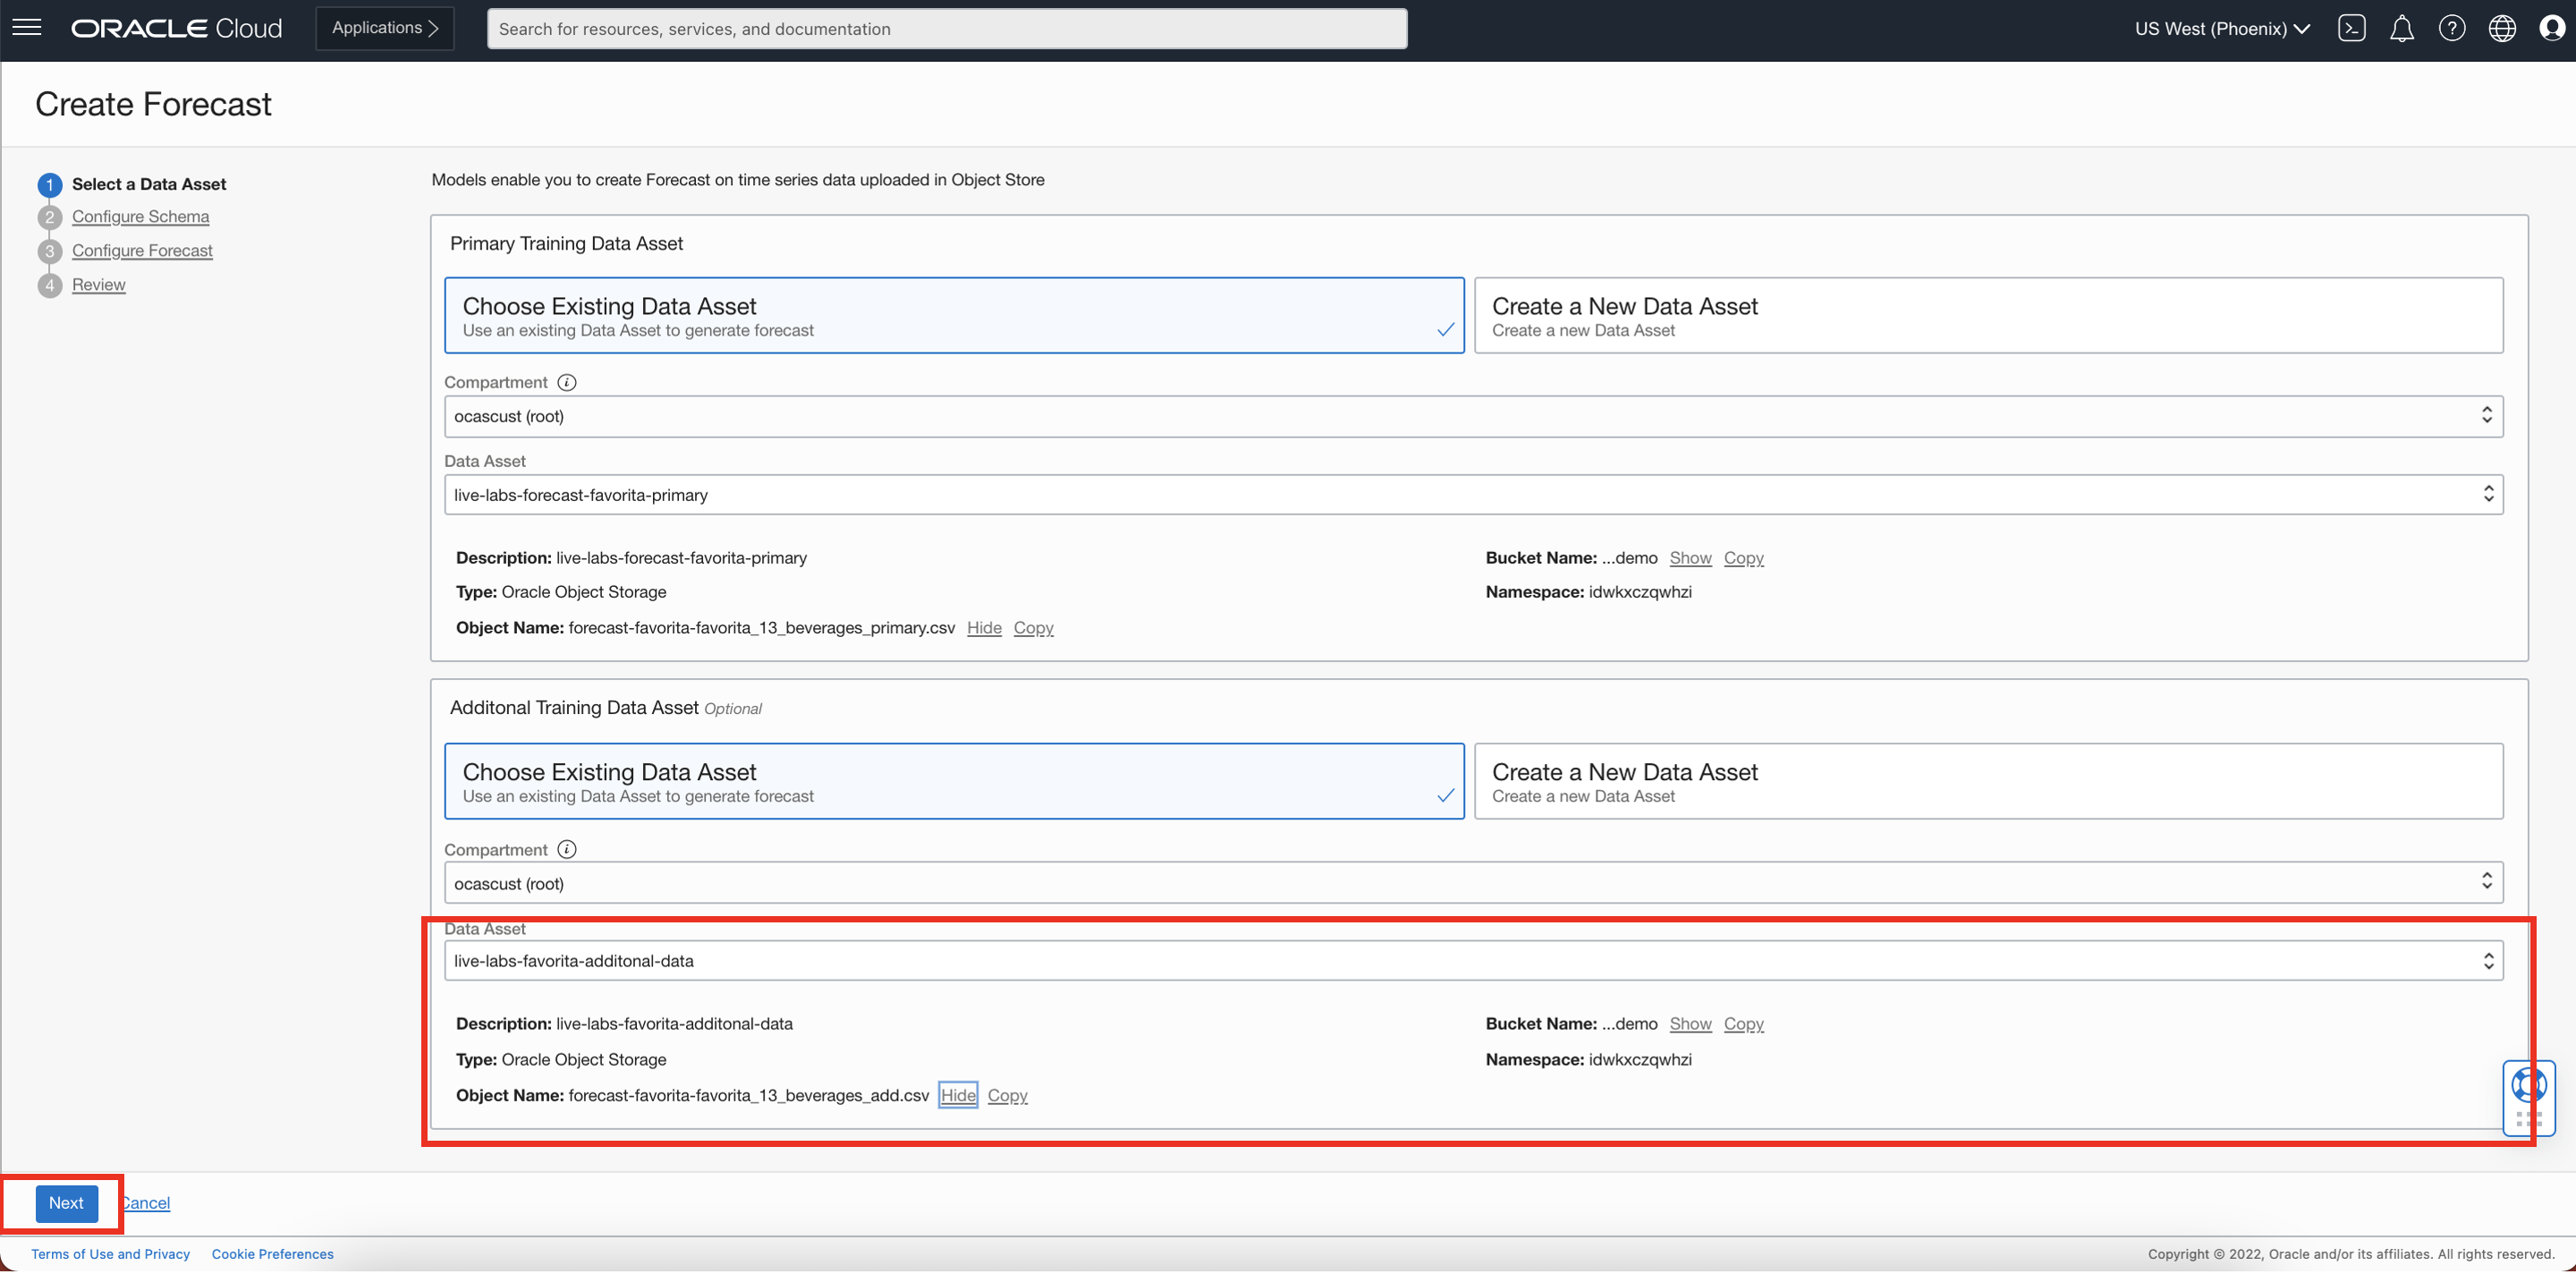 ORACLE Cloud Applications Search for resources, services, and documentation US West (Phoenix)
Create Forecast
1 Select a Data Asset
2 Configure Schema
3 Configure Forecast
4 Review
Models enable you to create Forecast on time series data uploaded in Object Store
Primary Training Data Asset
Choose Existing Data Asset
Use an existing Data Asset to generate forecast
Create a New Data Asset
Create a new Data Asset
Compartment
ocascust (root)
Data Asset
live-labs-forecast-favorita-primary
Description: live-labs-forecast-favorita-primary
Type: Oracle Object Storage
Object Name: forecast-favorita-favorita_13_beverages_primary.csv Hide Copy
Bucket Name: ...demo Show Copy
Namespace: idwkxczqwhzi
Additonal Training Data Asset Optional
Choose Existing Data Asset
Use an existing Data Asset to generate forecast
Create a New Data Asset
Create a new Data Asset
Compartment
ocascust (root)
Data Asset
live-labs-favorita-additonal-data
Description: live-labs-favorita-additonal-data
Type: Oracle Object Storage
Object Name: forecast-favorita-favorita_13_beverages_add.csv Hide Copy
Bucket Name: ...demo Show Copy
Namespace: idwkxczqwhzi
Next Cancel
Terms of Use and Privacy Cookie Preferences
Copyright © 2022, Oracle and/or its affiliates. All rights reserved.